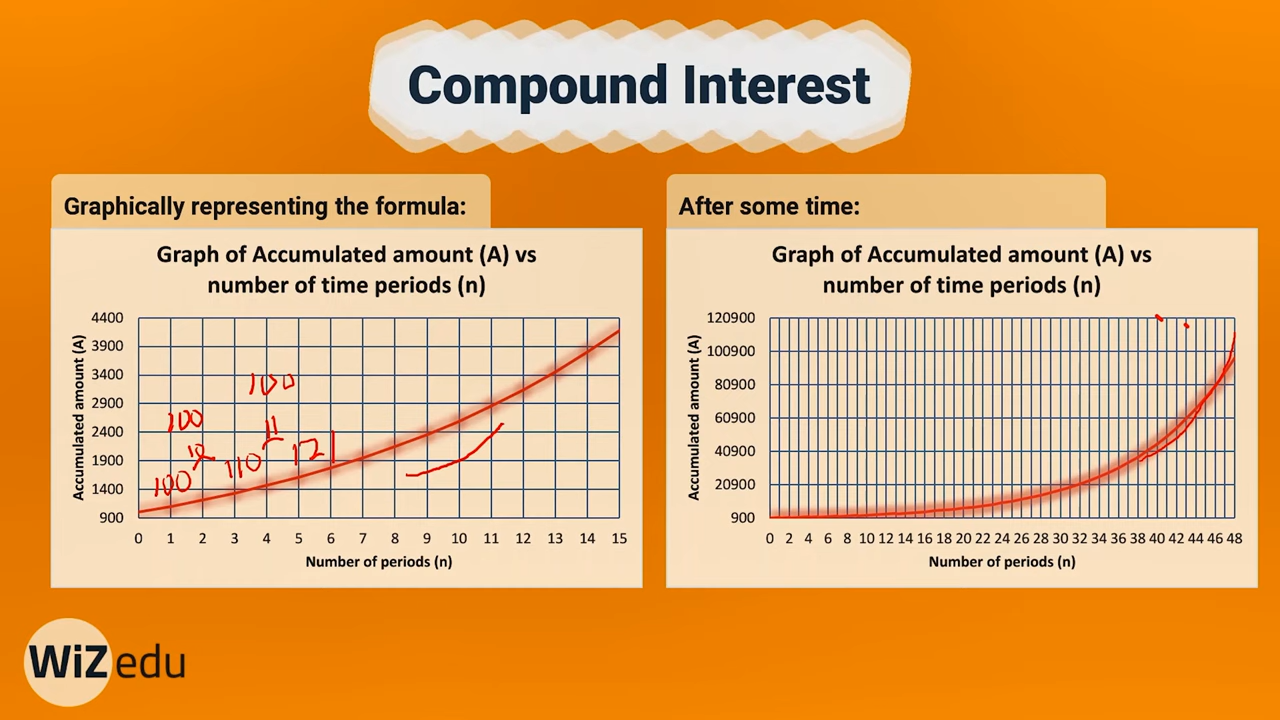 Compound Interest
Graphically representing the formula:
Graph of Accumulated amount (A) vs
number of time periods (n)
Accumulated amount (A)
4400
3900
3400
2900
2400
1900
1400
900
100
100
10
110
11
121
0 1 2 3 4 5 6 7 8 9 10 11 12 13 14 15
Number of periods (n)
After some time:
Graph of Accumulated amount (A) vs
number of time periods (n)
Accumulated amount (A)
120900
100900
80900
60900
40900
20900
900
0 2 4 6 8 10 12 14 16 18 20 22 24 26 28 30 32 34 36 38 40 42 44 46 48
Number of periods (n)
WiZedu